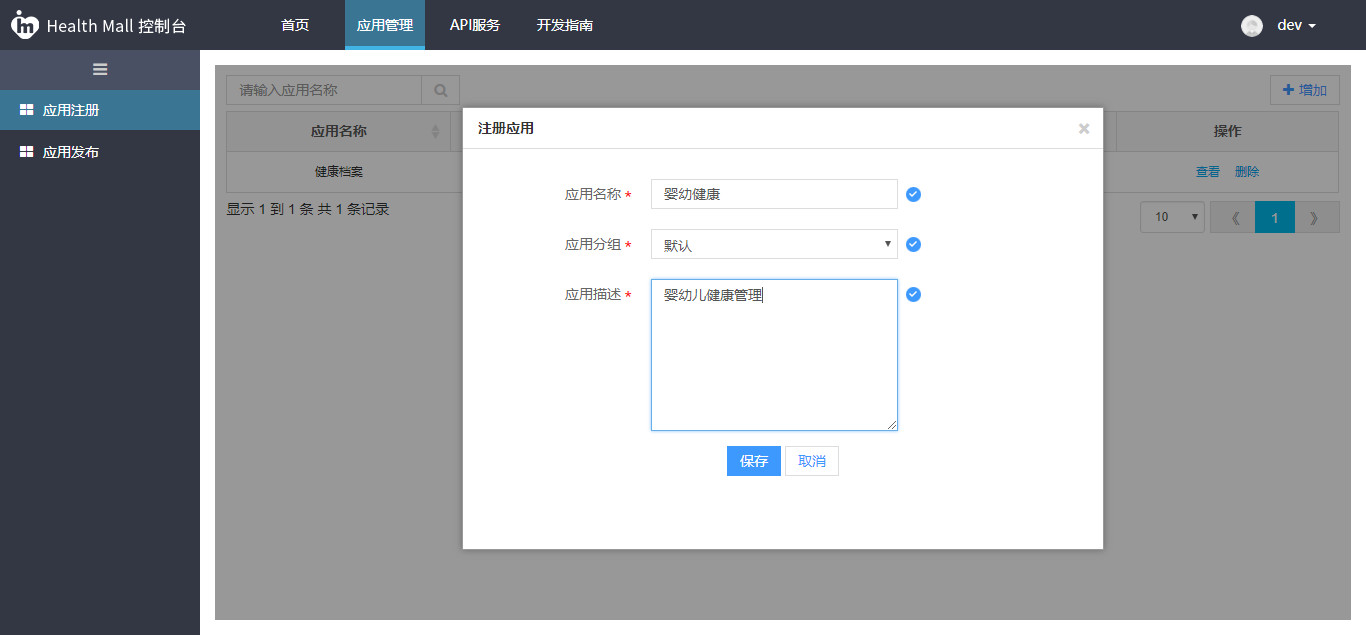 Health Mall 控制台 首页 应用管理 API服务 开发指南 dev
应用注册
应用发布
请输入应用名称 增加
应用名称 操作
健康档案 查看 删除
显示 1 到 1 条 共 1 条记录 10 《 1 》
注册应用 ×
应用名称 * 婴幼健康
应用分组 * 默认
应用描述 * 婴幼儿健康管理
保存 取消